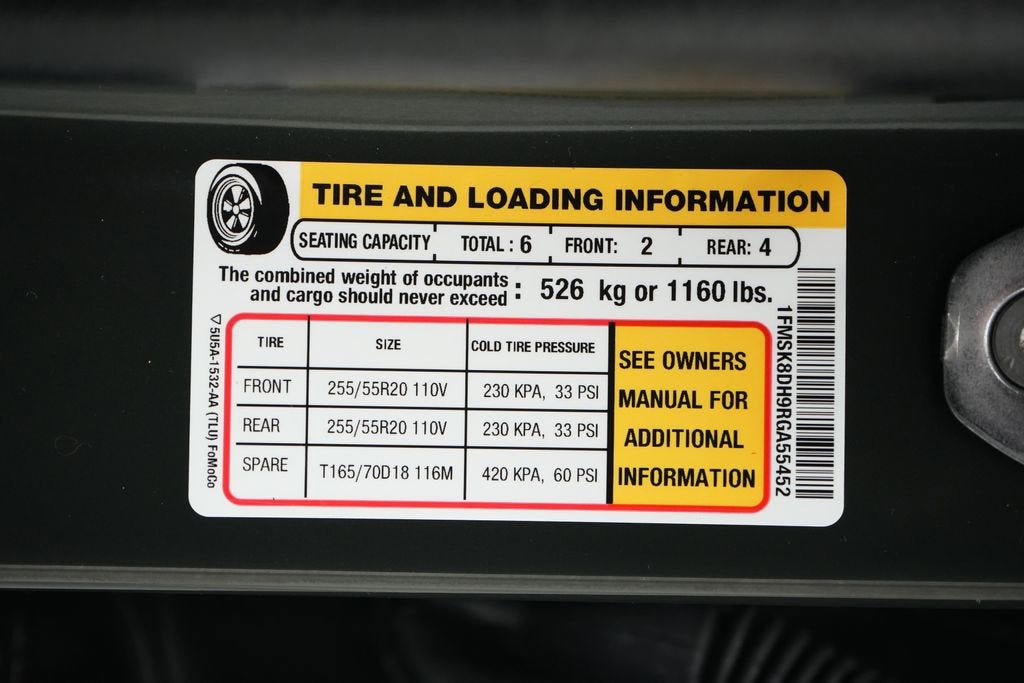 TIRE AND LOADING INFORMATION
SEATING CAPACITY TOTAL : 6 FRONT: 2 REAR: 4
The combined weight of occupants
and cargo should never exceed : 526 kg or 1160 lbs.
TIRE SIZE COLD TIRE PRESSURE
FRONT 255/55R20 110V 230 KPA, 33 PSI
REAR 255/55R20 110V 230 KPA, 33 PSI
SPARE T165/70D18 116M 420 KPA, 60 PSI
SEE OWNERS
MANUAL FOR
ADDITIONAL
INFORMATION
5U5A-1532-AA (TLU) FoMoCo
1FMSK8DH9RGA55452